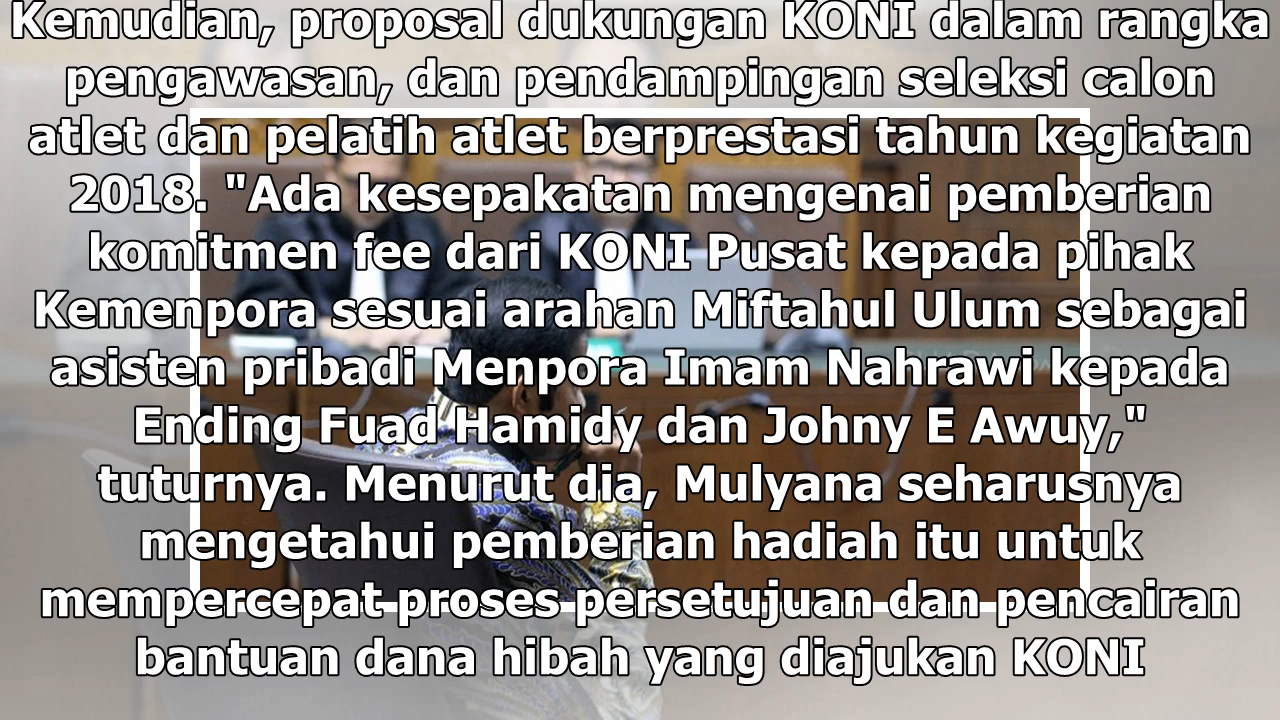 Kemudian, proposal dukungan KONI dalam rangka
pengawasan, dan pendampingan seleksi calon
atlet dan pelatih atlet berprestasi tahun kegiatan
2018. "Ada kesepakatan mengenai pemberian
komitmen fee dari KONI Pusat kepada pihak
Kemenpora sesuai arahan Miftahul Ulum sebagai
asisten pribadi Menpora Imam Nahrawi kepada
Ending Fuad Hamidy dan Johny E Awuy,"
tuturnya. Menurut dia, Mulyana seharusnya
mengetahui pemberian hadiah itu untuk
mempercepat proses persetujuan dan pencairan
bantuan dana hibah yang diajukan KONI